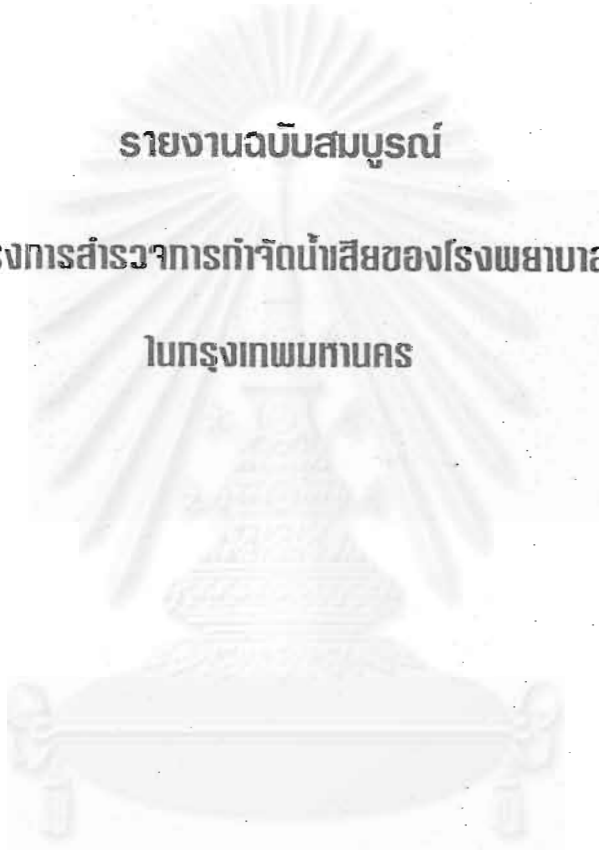 รายงานฉบับสมบูรณ์
งการสำรวจการกำจัดน้ำเสียของโรงพยาบาล
ในกรุงเทพมหานคร